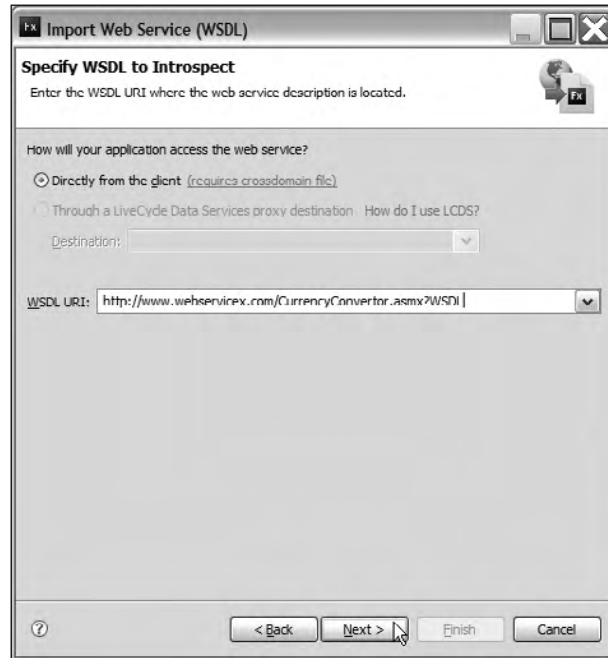 Fx Import Web Service (WSDL)
Specify WSDL to Introspect
Enter the WSDL URI where the web service description is located.
Fx
How will your application access the web service?
Directly from the client (requires crossdomain file)
Through a LiveCycle Data Services proxy destination How do I use LCDS?
Destination:
WSDL URI: http://www.webservicex.com/CurrencyConvertor.asmx?WSDL
?
< Back Next > Finish Cancel